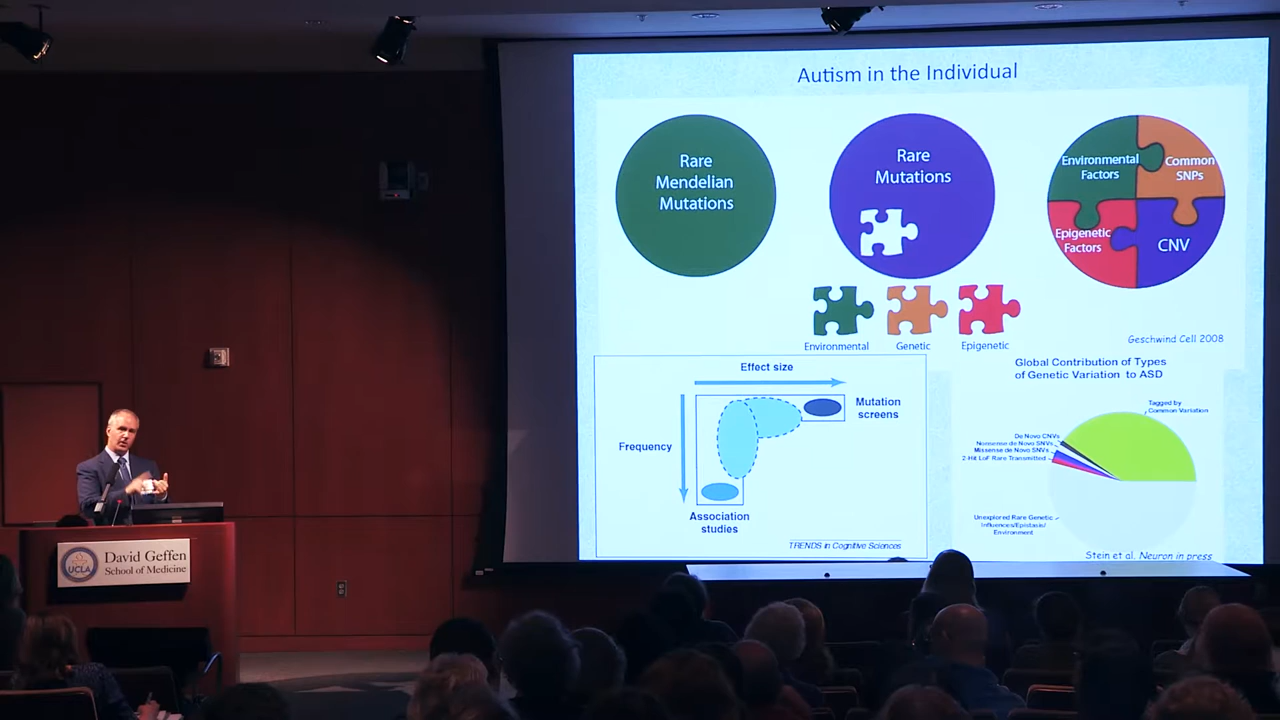 Autism in the Individual
Rare
Mendelian
Mutations
Rare
Mutations
Environmental
Factors
Common
SNPs
Epigenetic
Factors
CNV
Environmental
Genetic
Epigenetic
Geschwind Cell 2008
Effect size
Frequency
Mutation
screens
Association
studies
TRENDS in Cognitive Sciences
Global Contribution of Types
of Genetic Variation to ASD
Tagged by
Common Variation
De Novo CNVs
Nonsense de Novo SNVs
Missense de Novo SNVs
2-Hit LoF Rare Transmitted
Unexplored Rare Genetic
Influences/Epistasis/
Environment
Stein et al. Neuron in press
UCLA
David Geffen
School of Medicine